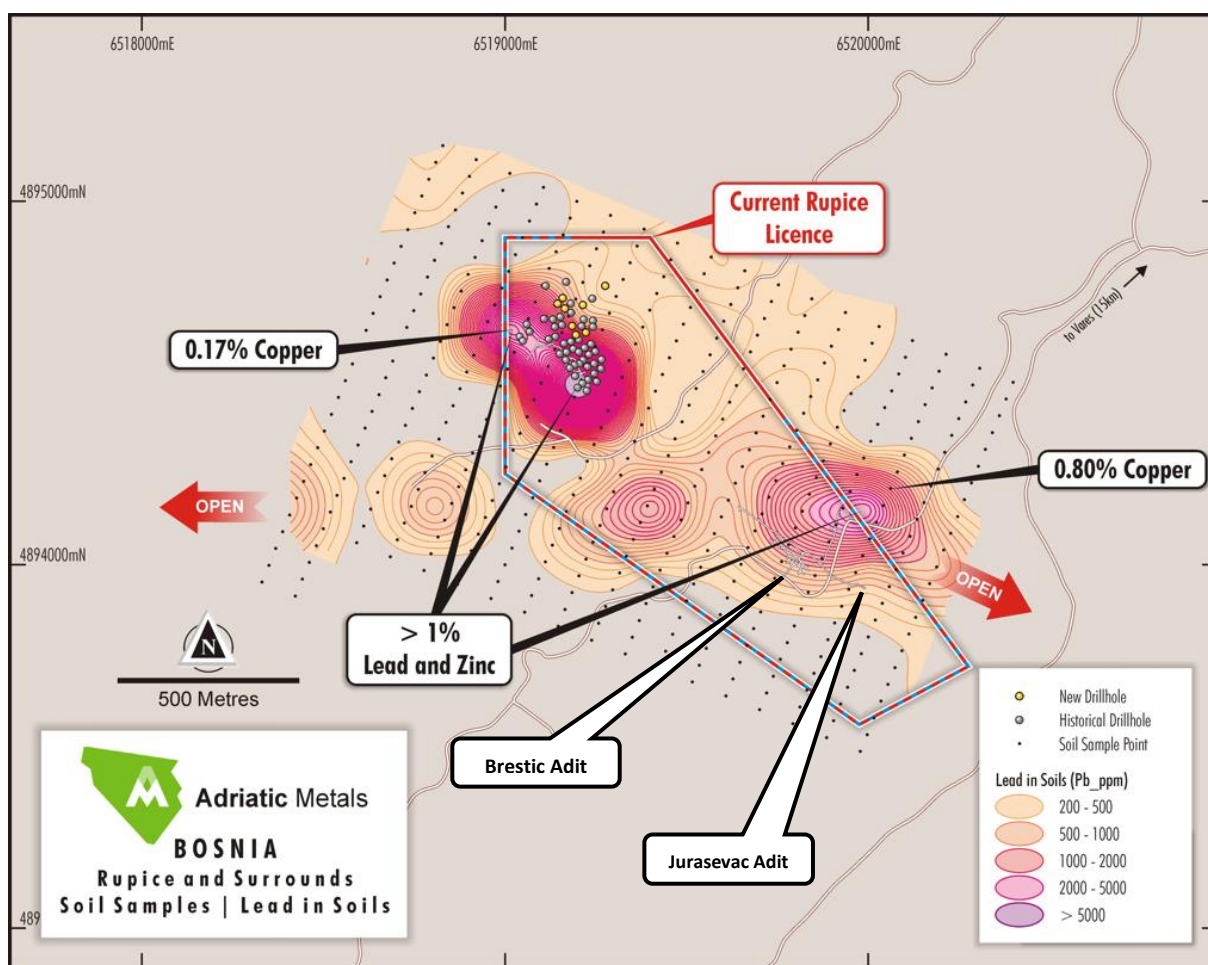 6518000mE
6519000mE
6520000mE
4895000mN
Current Rupice
Licence
to Vares (15km)
0.17% Copper
0.80% Copper
OPEN
4894000mN
OPEN
> 1%
Lead and Zinc
N
500 Metres
Brestic Adit
Jurasevac Adit
New Drillhole
Historical Drillhole
Soil Sample Point
Lead in Soils (Pb_ppm)
200 - 500
500 - 1000
1000 - 2000
2000 - 5000
> 5000
Adriatic Metals
BOSNIA
Rupice and Surrounds
Soil Samples | Lead in Soils